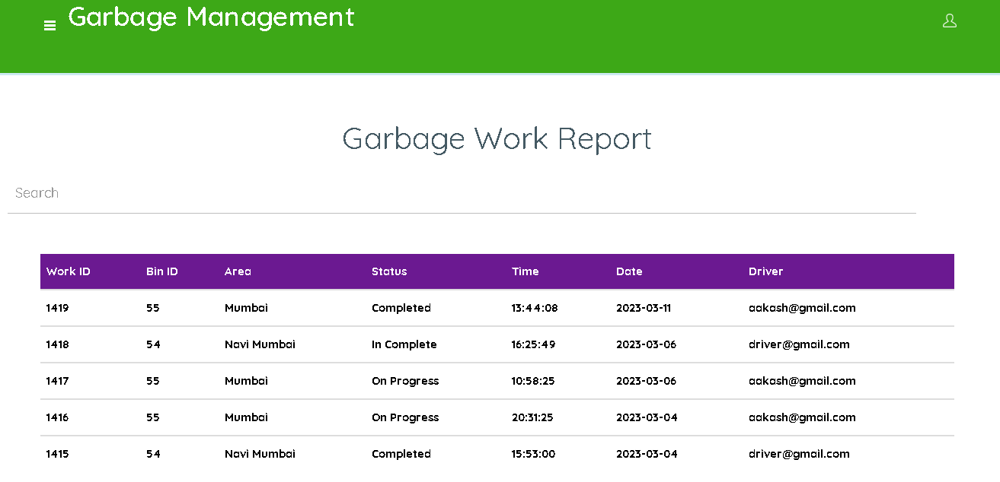 Garbage Management
Garbage Work Report
Search
Work ID Bin ID Area Status Time Date Driver
1419 55 Mumbai Completed 13:44:08 2023-03-11 aakash@gmail.com
1418 54 Navi Mumbai In Complete 16:25:49 2023-03-06 driver@gmail.com
1417 55 Mumbai On Progress 10:58:25 2023-03-06 aakash@gmail.com
1416 55 Mumbai On Progress 20:31:25 2023-03-04 aakash@gmail.com
1415 54 Navi Mumbai Completed 15:53:00 2023-03-04 driver@gmail.com